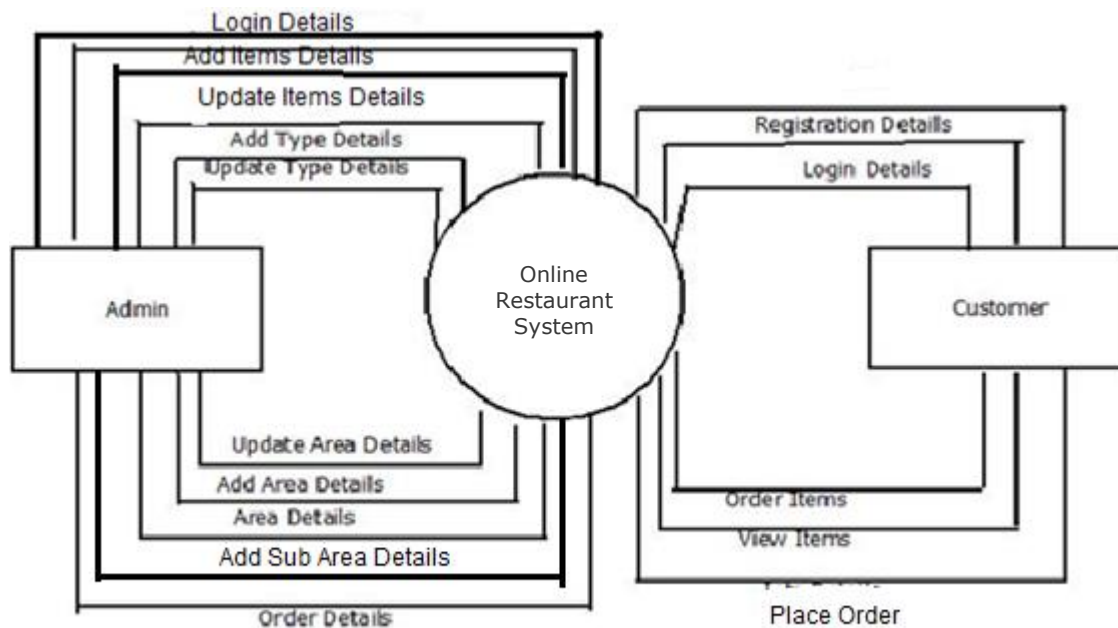 Login Details
Add Items Details
Update Items Details
Add Type Details
Update Type Details
Registration Details
Login Details
Admin
Online
Restaurant
System
Customer
Update Area Details
Add Area Details
Area Details
Add Sub Area Details
Order Details
Order Items
View Items
Place Order